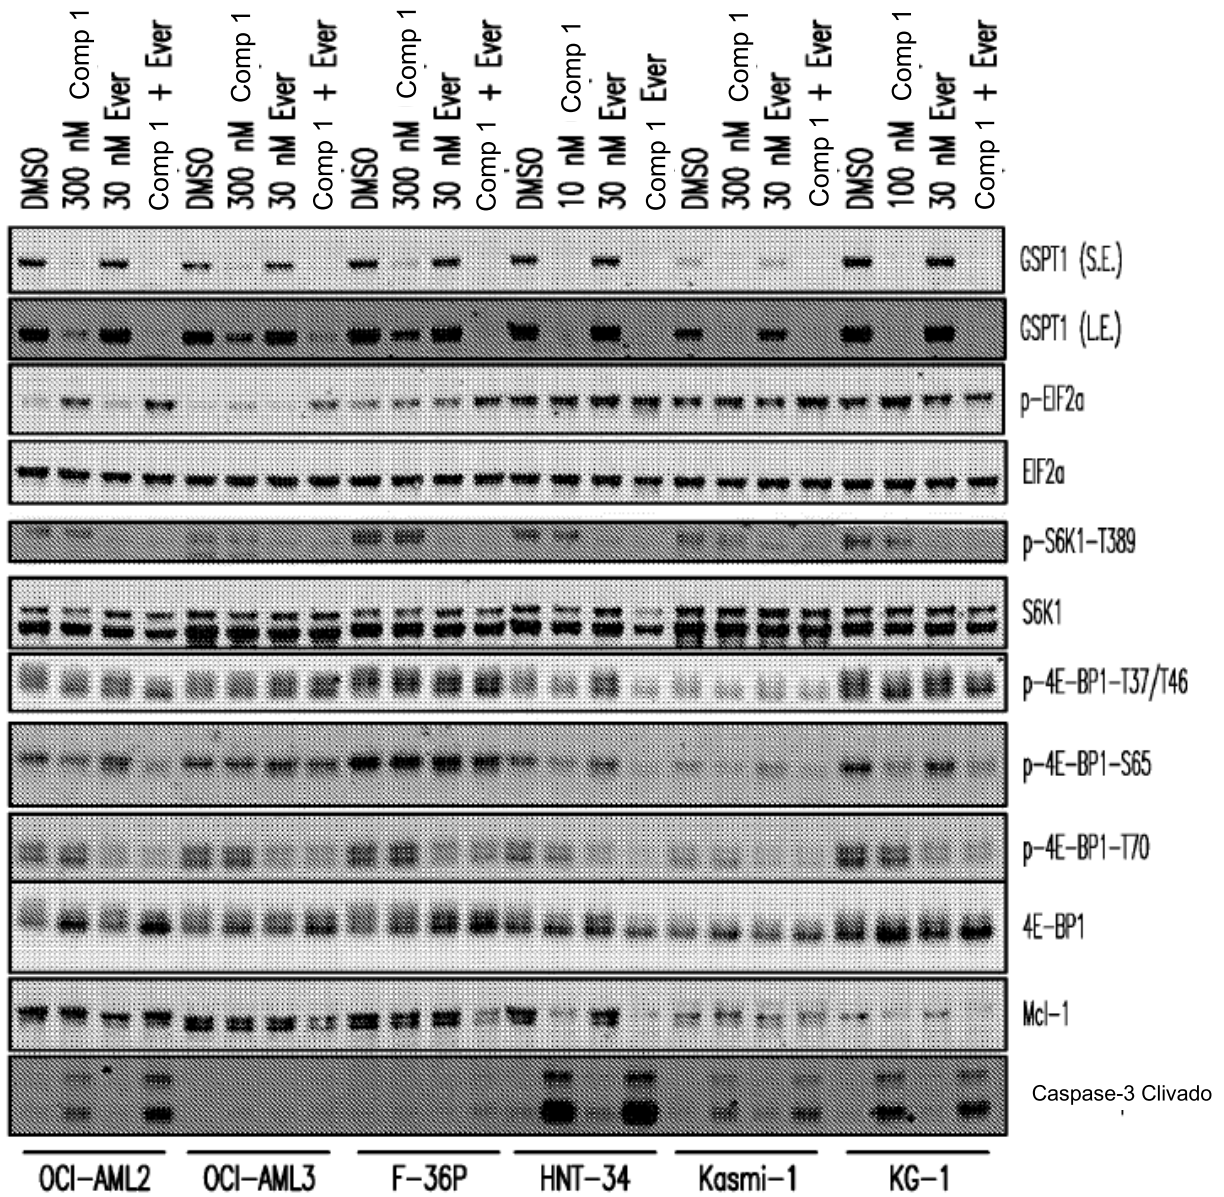 DMSO
300 nM Comp 1
30 nM Ever
Comp 1 + Ever
DMSO
300 nM Comp 1
30 nM Ever
Comp 1 + Ever
DMSO
300 nM Comp 1
30 nM Ever
Comp 1 + Ever
DMSO
10 nM Comp 1
30 nM Ever
Comp 1 Ever
DMSO
300 nM Comp 1
30 nM Ever
Comp 1 + Ever
DMSO
100 nM Comp 1
30 nM Ever
Comp 1 + Ever
GSPT1 (S.E.)
GSPT1 (L.E.)
p-EIF2a
EIF2a
p-S6K1-T389
S6K1
p-4E-BP1-T37/T46
p-4E-BP1-S65
p-4E-BP1-T70
4E-BP1
Mcl-1
Caspase-3 Clivado
OCI-AML2 OCI-AML3 F-36P HNT-34 Kasmi-1 KG-1